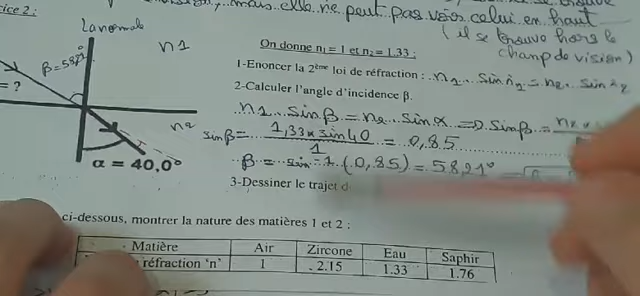 mais elle ne peut pas voir celui en haut
(il se trouve hors le
champ de vision)
ice 2 :
La normale
n1
β=58,21°
= ?
n2
α = 40,0°
On donne n₁ = 1 et n₂ = 1.33 :
1-Enoncer la 2ème loi de réfraction : n1. sin i1 = n2. sin i2
2-Calculer l'angle d'incidence β.
n1. sin β = n2. sin α => sin β =
sin β = 1,33 x sin 40 / 1 = 0,85
β = sin-1 (0,85) = 58,21°
3-Dessiner le trajet d
ci-dessous, montrer la nature des matières 1 et 2 :
Matière Air Zircone Eau Saphir
réfraction 'n' 1 2.15 1.33 1.76